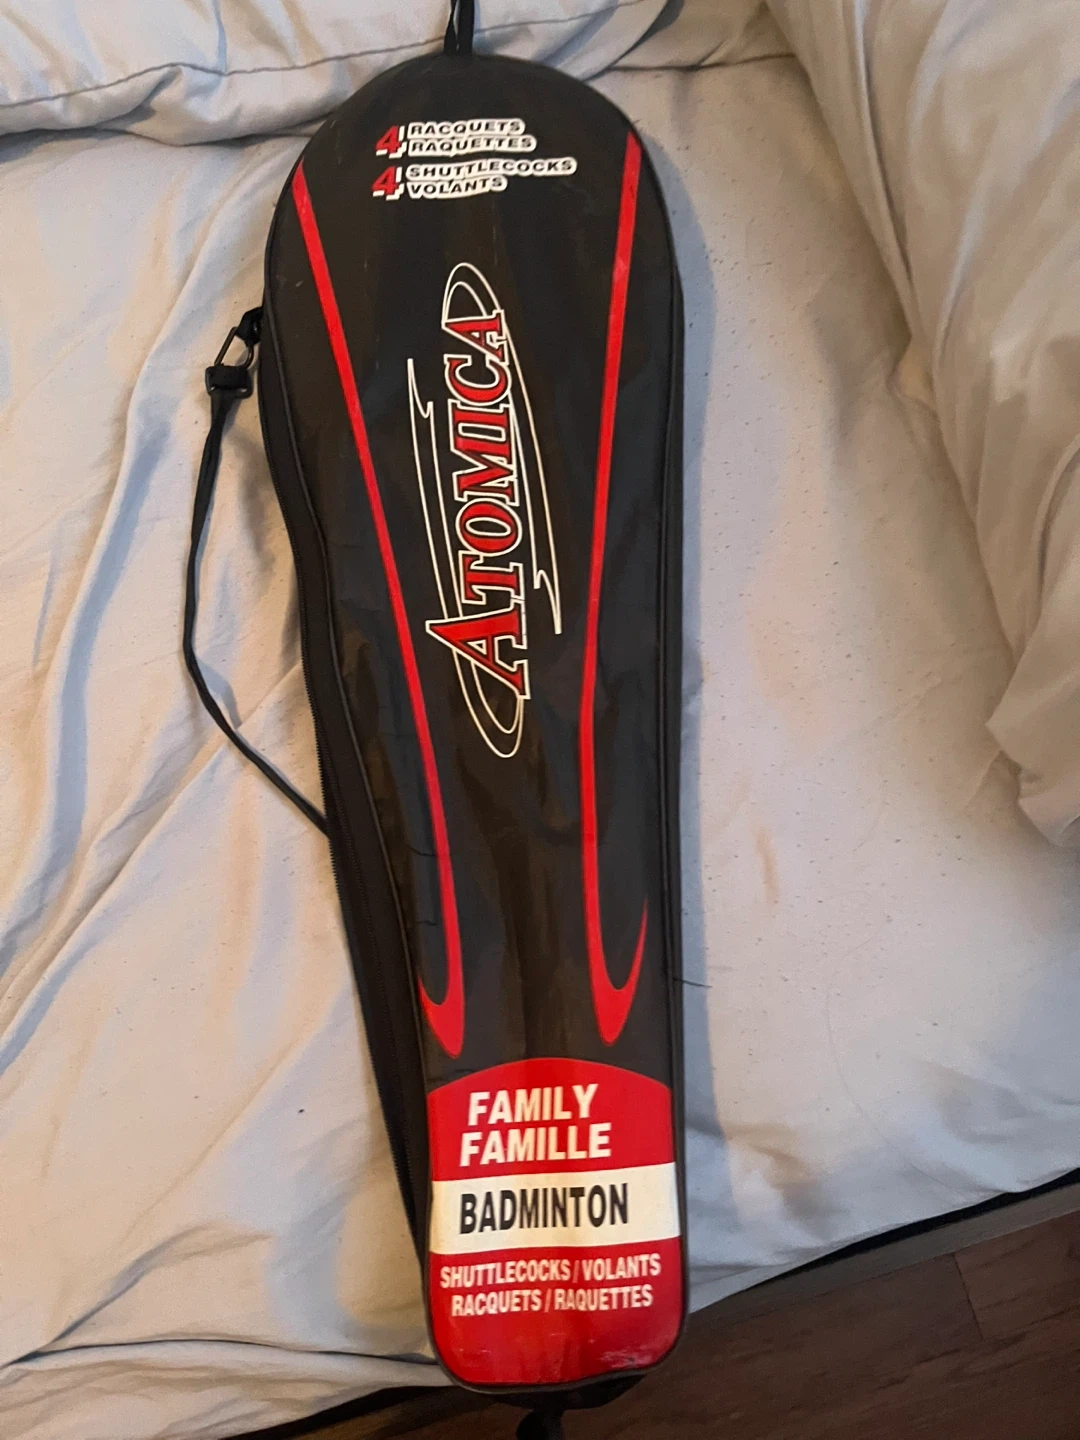 4 RACQUETS
RAQUETTES
4 SHUTTLECOCKS
VOLANTS
ATOMICA
FAMILY
FAMILLE
BADMINTON
SHUTTLECOCKS / VOLANTS
RACQUETS / RAQUETTES